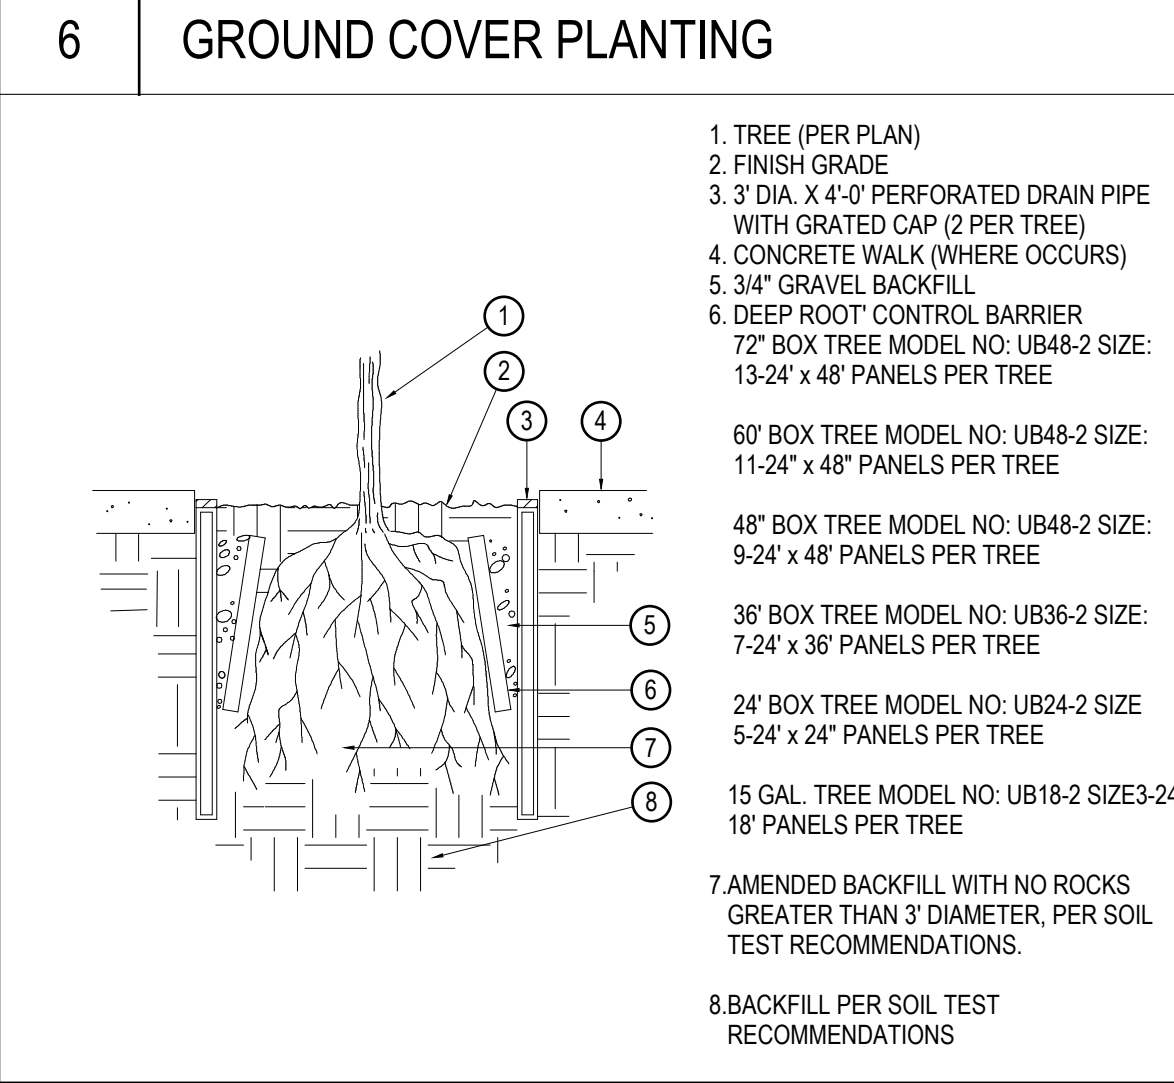 6
GROUND COVER PLANTING
1. TREE (PER PLAN)
2. FINISH GRADE
3. 3' DIA. X 4'-0' PERFORATED DRAIN PIPE
WITH GRATED CAP (2 PER TREE)
4. CONCRETE WALK (WHERE OCCURS)
5. 3/4" GRAVEL BACKFILL
6. DEEP ROOT' CONTROL BARRIER
72" BOX TREE MODEL NO: UB48-2 SIZE:
13-24' x 48' PANELS PER TREE
60' BOX TREE MODEL NO: UB48-2 SIZE:
11-24" x 48" PANELS PER TREE
48" BOX TREE MODEL NO: UB48-2 SIZE:
9-24' x 48' PANELS PER TREE
36' BOX TREE MODEL NO: UB36-2 SIZE:
7-24' x 36' PANELS PER TREE
24' BOX TREE MODEL NO: UB24-2 SIZE
5-24' x 24" PANELS PER TREE
15 GAL. TREE MODEL NO: UB18-2 SIZE3-24
18' PANELS PER TREE
7.AMENDED BACKFILL WITH NO ROCKS
GREATER THAN 3' DIAMETER, PER SOIL
TEST RECOMMENDATIONS.
8.BACKFILL PER SOIL TEST
RECOMMENDATIONS
1
2
3
4
5
6
7
8